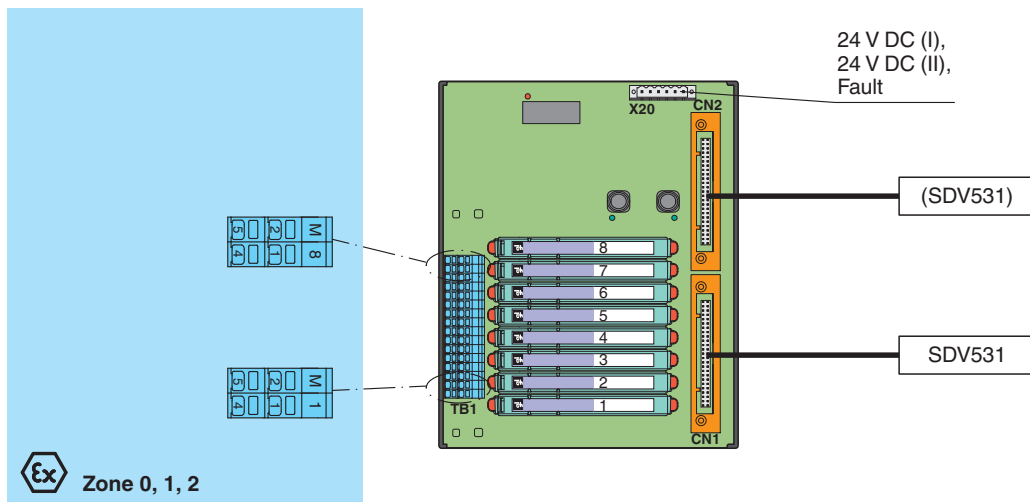 24 V DC (I),
24 V DC (II),
Fault
X20
CN2
(SDV531)
5 2 M
4 1 8
8
7
6
5
4
3
2
1
SDV531
5 2 M
4 1 1
TB1
CN1
Ex
Zone 0, 1, 2